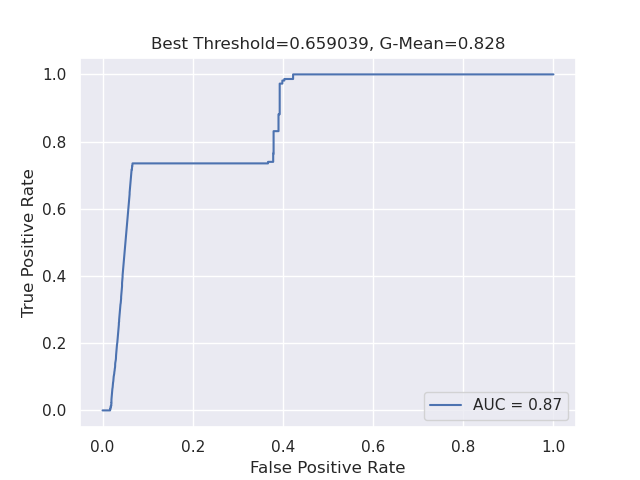 Best Threshold=0.659039, G-Mean=0.828
1.0
0.8
0.6
0.4
0.2
0.0
True Positive Rate
AUC = 0.87
0.0 0.2 0.4 0.6 0.8 1.0
False Positive Rate